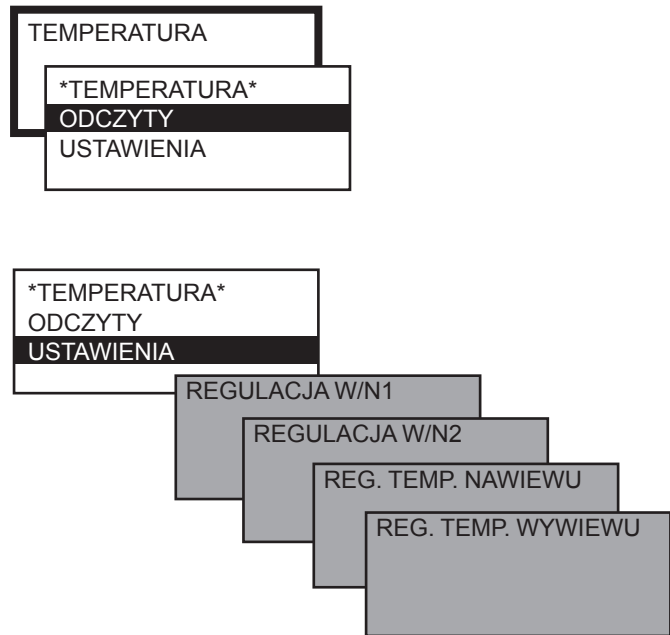 TEMPERATURA
*TEMPERATURA*
ODCZYTY
USTAWIENIA
*TEMPERATURA*
ODCZYTY
USTAWIENIA
REGULACJA W/N1
REGULACJA W/N2
REG. TEMP. NAWIEWU
REG. TEMP. WYWIEWU